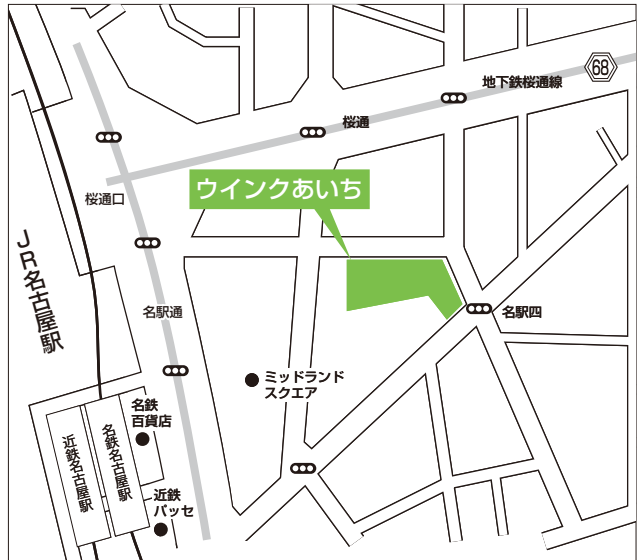 68
地下鉄桜通線
桜通
ウインクあいち
桜通口
JR名古屋駅
名駅通
名駅四
ミッドランド
スクエア
名鉄
百貨店
名鉄名古屋駅
近鉄名古屋駅
近鉄
パッセ